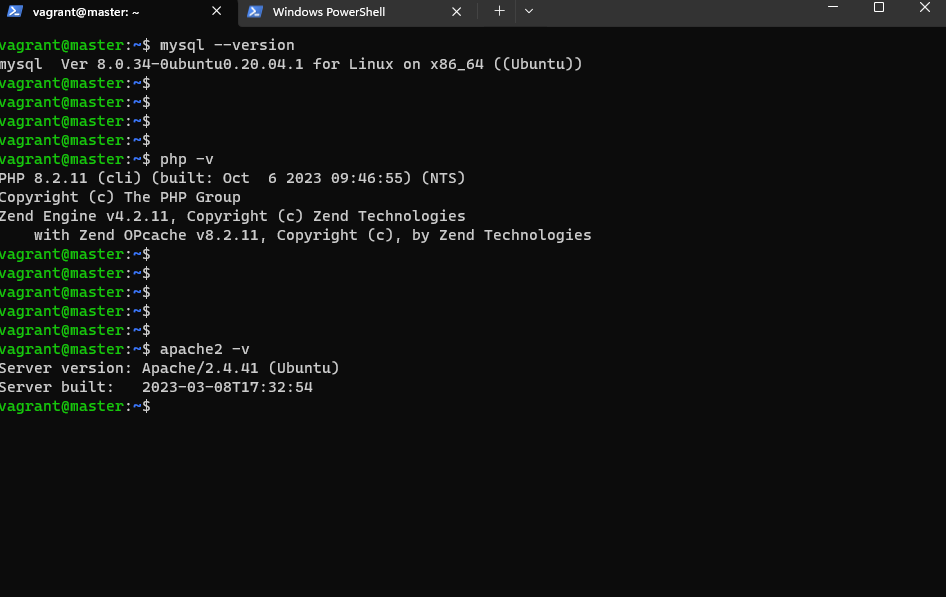 vagrant@master: ~
Windows PowerShell
vagrant@master:~$ mysql --version
mysql  Ver 8.0.34-0ubuntu0.20.04.1 for Linux on x86_64 ((Ubuntu))
vagrant@master:~$
vagrant@master:~$
vagrant@master:~$
vagrant@master:~$
vagrant@master:~$ php -v
PHP 8.2.11 (cli) (built: Oct  6 2023 09:46:55) (NTS)
Copyright (c) The PHP Group
Zend Engine v4.2.11, Copyright (c) Zend Technologies
    with Zend OPcache v8.2.11, Copyright (c), by Zend Technologies
vagrant@master:~$
vagrant@master:~$
vagrant@master:~$
vagrant@master:~$
vagrant@master:~$
vagrant@master:~$ apache2 -v
Server version: Apache/2.4.41 (Ubuntu)
Server built:   2023-03-08T17:32:54
vagrant@master:~$